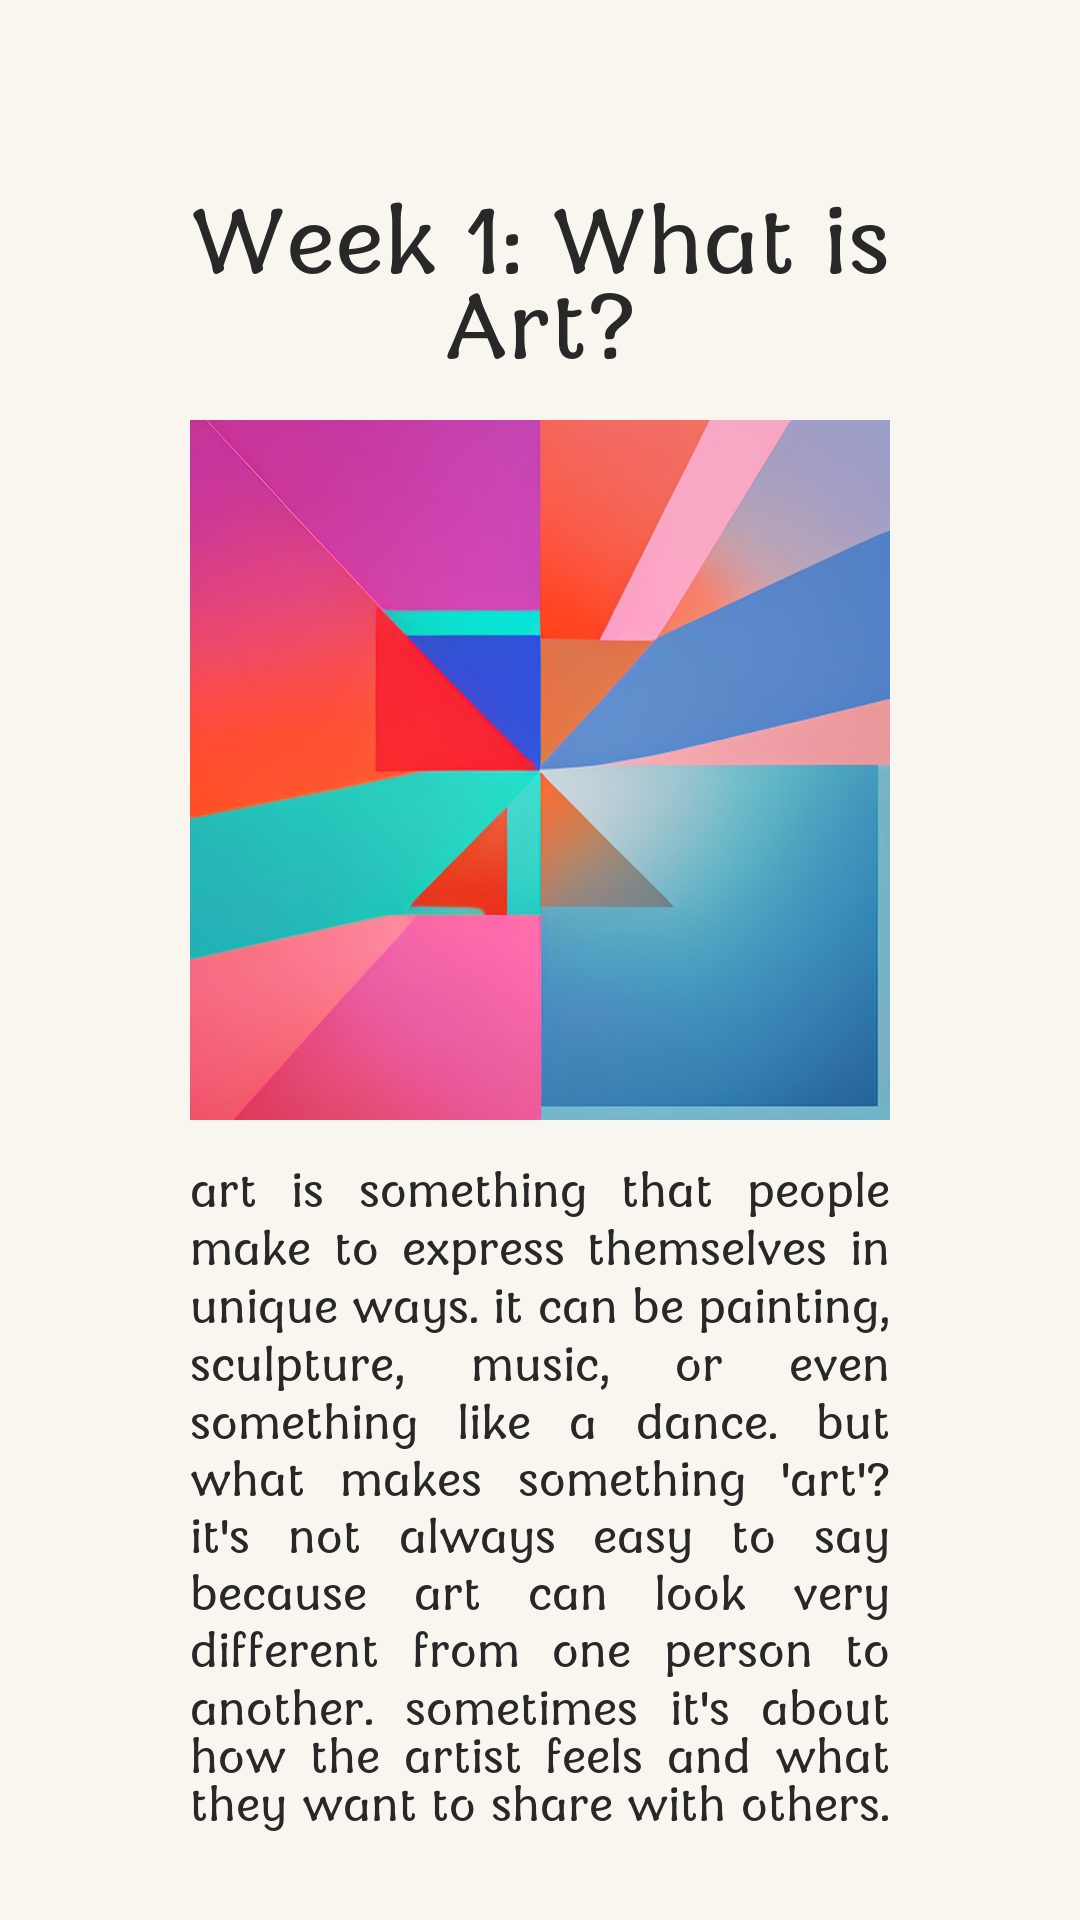 Week 1: What is
Art?
art is something that people
make to express themselves in
unique ways. it can be painting,
sculpture, music, or even
something like a dance. but
what makes something 'art'?
it's not always easy to say
because art can look very
different from one person to
another. sometimes it's about
how the artist feels and what
they want to share with others.